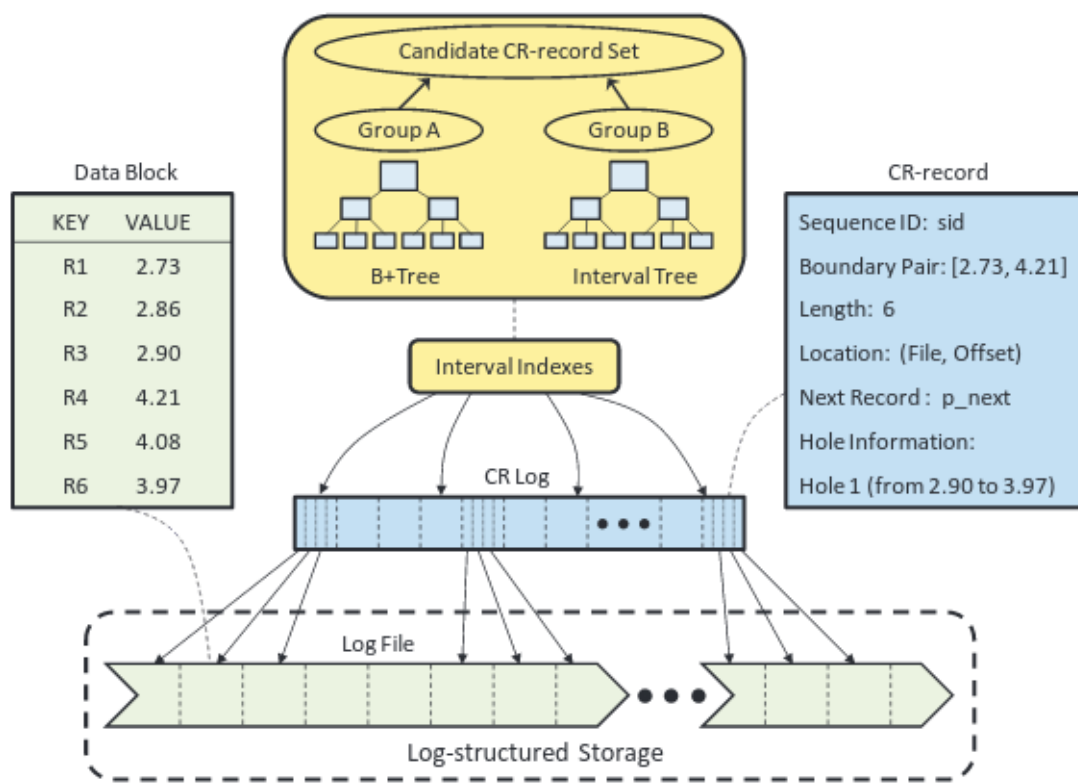 Candidate CR-record Set
Group A
Group B
B+Tree
Interval Tree
Interval Indexes
Data Block
KEY VALUE
R1 2.73
R2 2.86
R3 2.90
R4 4.21
R5 4.08
R6 3.97
CR-record
Sequence ID: sid
Boundary Pair: [2.73, 4.21]
Length: 6
Location: (File, Offset)
Next Record : p_next
Hole Information:
Hole 1 (from 2.90 to 3.97)
CR Log
Log File
Log-structured Storage